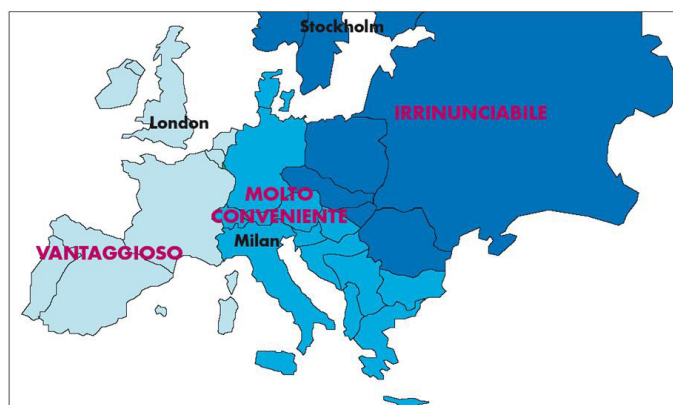 Stockholm
IRRINUNCIABILE
London
MOLTO
CONVENIENTE
VANTAGGIOSO
Milan